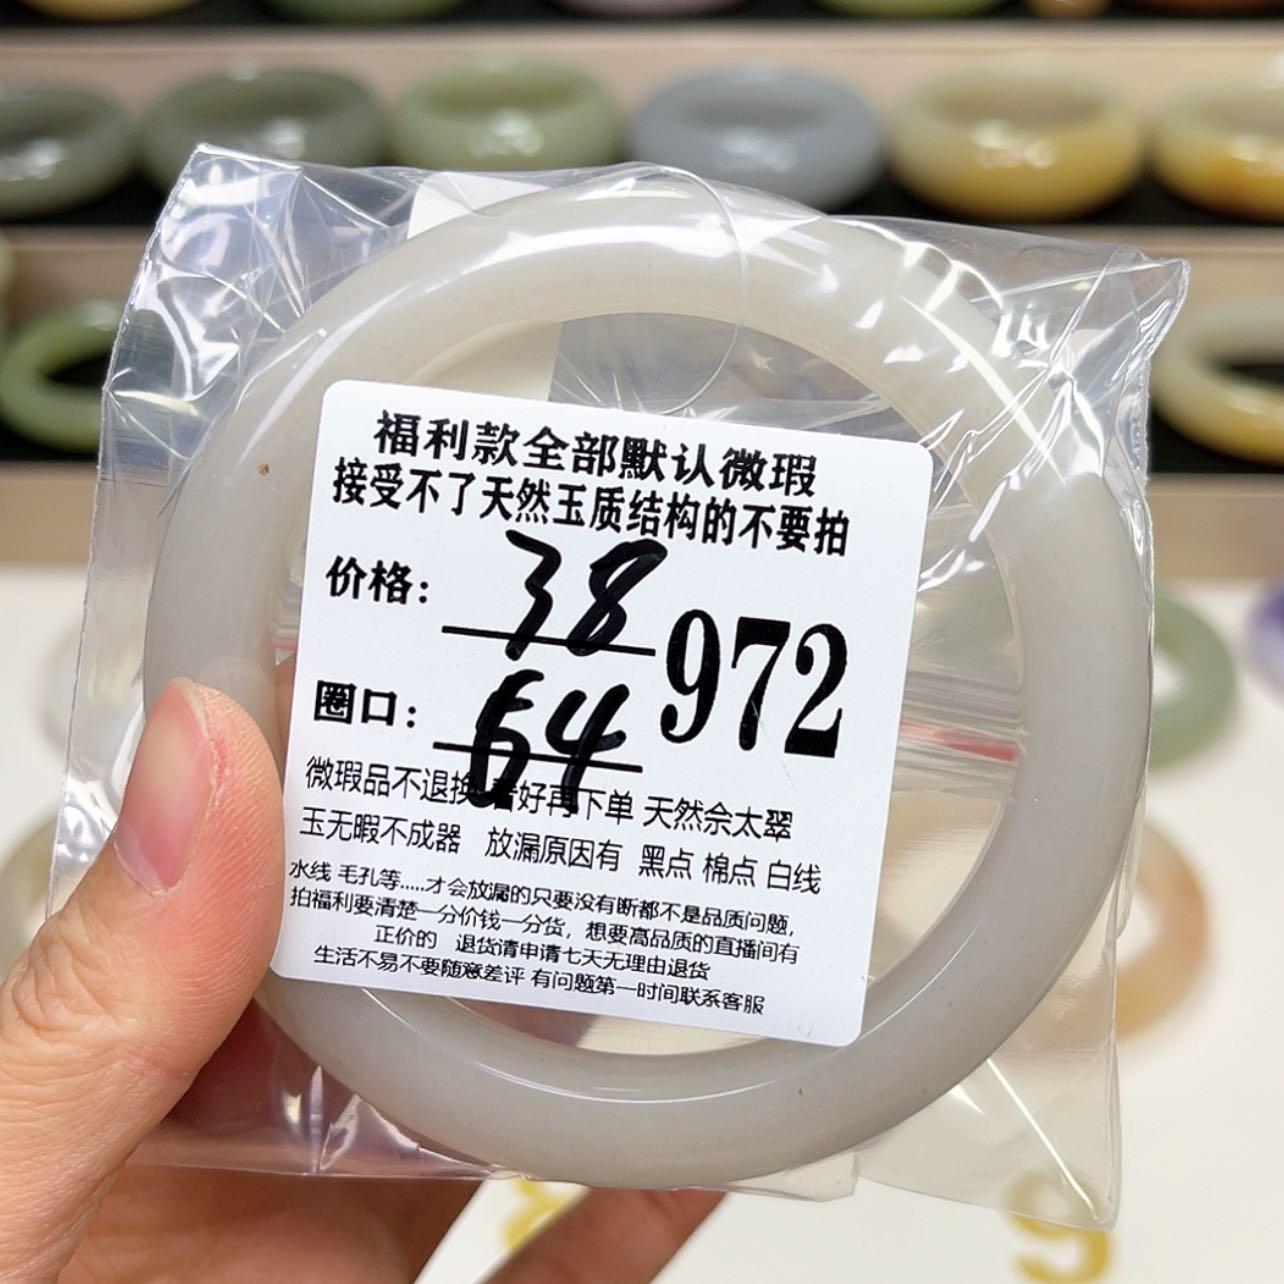 福利款全部默认微瑕
接受不了天然玉质结构的不要拍
价格： 38
972
圈口： 64
微瑕品不退换 看好再下单 天然佘太翠
玉无暇不成器 放漏原因有 黑点 棉点 白线
水线 毛孔等.....才会放漏的只要没有断都不是品质问题，
拍福利要清楚一分价钱一分货，想要高品质的直播间有
正价的 退货请申请七天无理由退货
生活不易不要随意差评 有问题第一时间联系客服
9